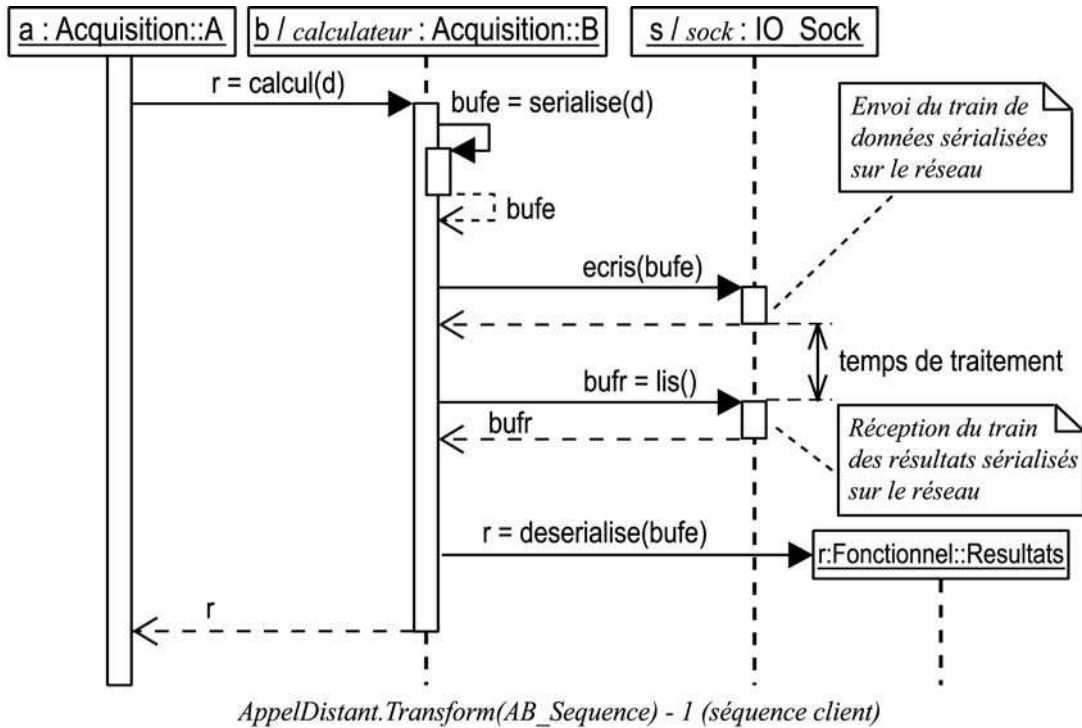 a : Acquisition::A
b / calculateur : Acquisition::B
s / sock : IO_Sock
r = calcul(d)
bufe = serialise(d)
Envoi du train de
données sérialisées
sur le réseau
bufe
ecris(bufe)
temps de traitement
bufr = lis()
bufr
Réception du train
des résultats sérialisés
sur le réseau
r = deserialise(bufe)
r:Fonctionnel::Resultats
r
AppelDistant.Transform(AB_Sequence) - 1 (séquence client)